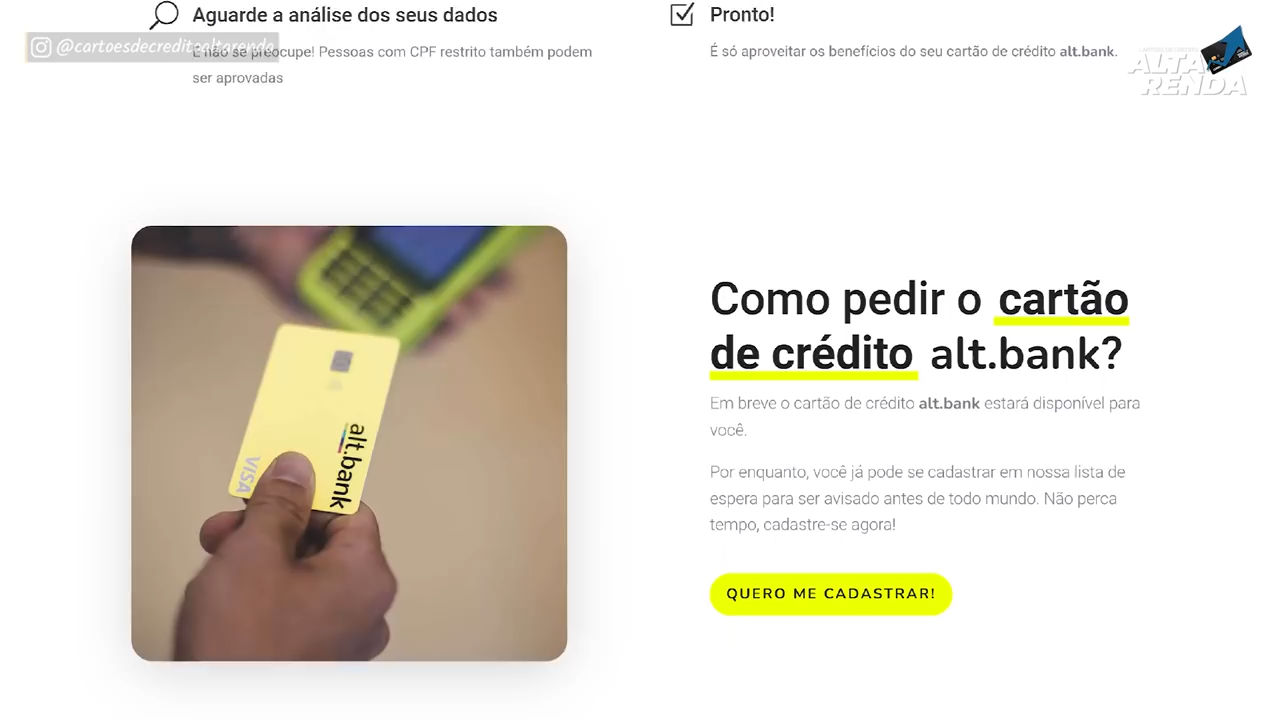 Aguarde a análise dos seus dados
@cartoesdecreditoaltarenda
E não se preocupe! Pessoas com CPF restrito também podem
ser aprovadas
Pronto!
É só aproveitar os benefícios do seu cartão de crédito alt.bank.
ALTA
RENDA
alt.bank
VISA
Como pedir o cartão
de crédito alt.bank?
Em breve o cartão de crédito alt.bank estará disponível para
você.
Por enquanto, você já pode se cadastrar em nossa lista de
espera para ser avisado antes de todo mundo. Não perca
tempo, cadastre-se agora!
QUERO ME CADASTRAR!